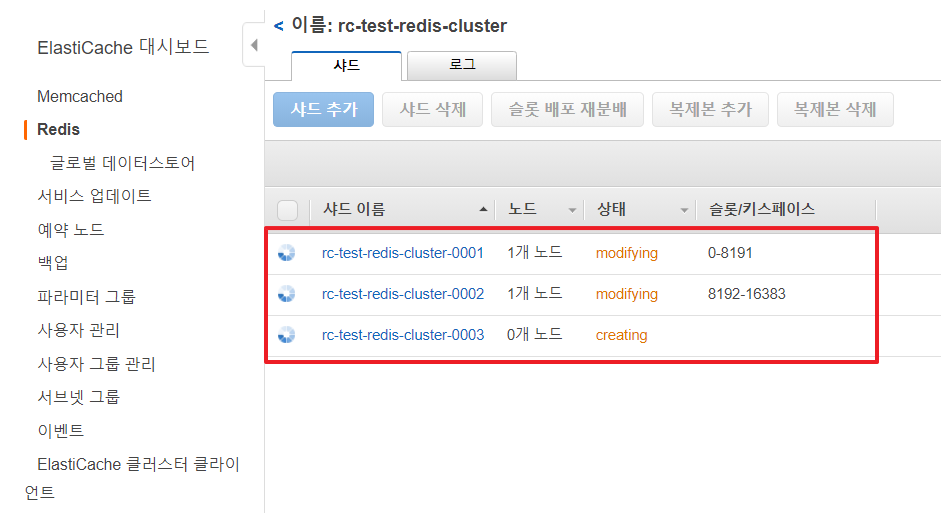 < 이름: rc-test-redis-cluster
ElastiCache 대시보드
샤드 로그
Memcached
샤드 추가 샤드 삭제 슬롯 배포 재분배 복제본 추가 복제본 삭제
Redis
글로벌 데이터스토어
서비스 업데이트
예약 노드
백업
파라미터 그룹
사용자 관리
사용자 그룹 관리
서브넷 그룹
이벤트
ElastiCache 클러스터 클라이
언트
샤드 이름 노드 상태 슬롯/키스페이스
rc-test-redis-cluster-0001 1개 노드 modifying 0-8191
rc-test-redis-cluster-0002 1개 노드 modifying 8192-16383
rc-test-redis-cluster-0003 0개 노드 creating